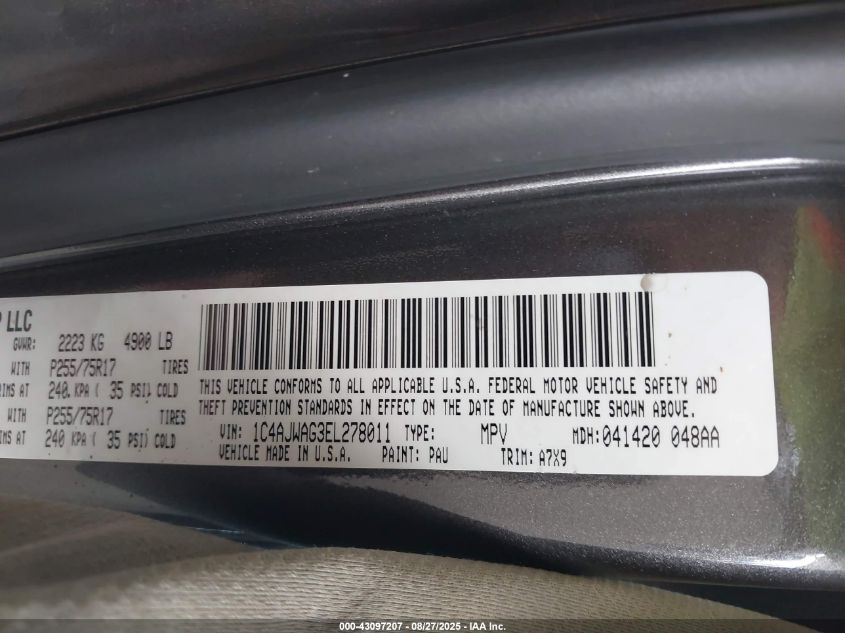 P LLC
GVWR: 2223 KG 4900 LB
WITH P255/75R17 TIRES
RIMS AT 240 KPA ( 35 PSI) COLD
WITH P255/75R17 TIRES
RIMS AT 240 KPA ( 35 PSI) COLD
THIS VEHICLE CONFORMS TO ALL APPLICABLE U.S.A. FEDERAL MOTOR VEHICLE SAFETY AND
THEFT PREVENTION STANDARDS IN EFFECT ON THE DATE OF MANUFACTURE SHOWN ABOVE.
VIN: 1C4AJWAG3EL278011 TYPE: MPV MDH: 041420 048AA
VEHICLE MADE IN U.S.A. PAINT: PAU TRIM: A7X9
000-43097207 - 08/27/2025 - IAA Inc.